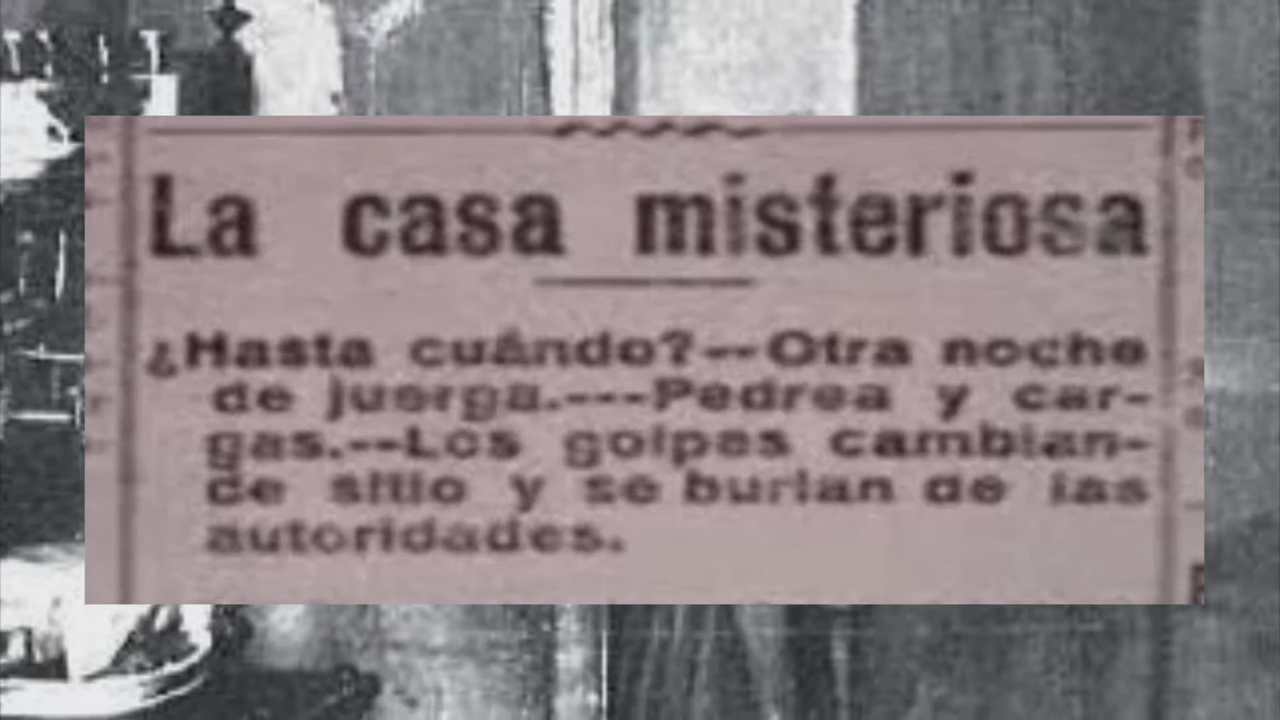 La casa misteriosa
¿Hasta cuándo?--Otra noche
de juerga.---Pedrea y car-
gas.--Los golpes cambian-
de sitio y se burlan de las
autoridades.